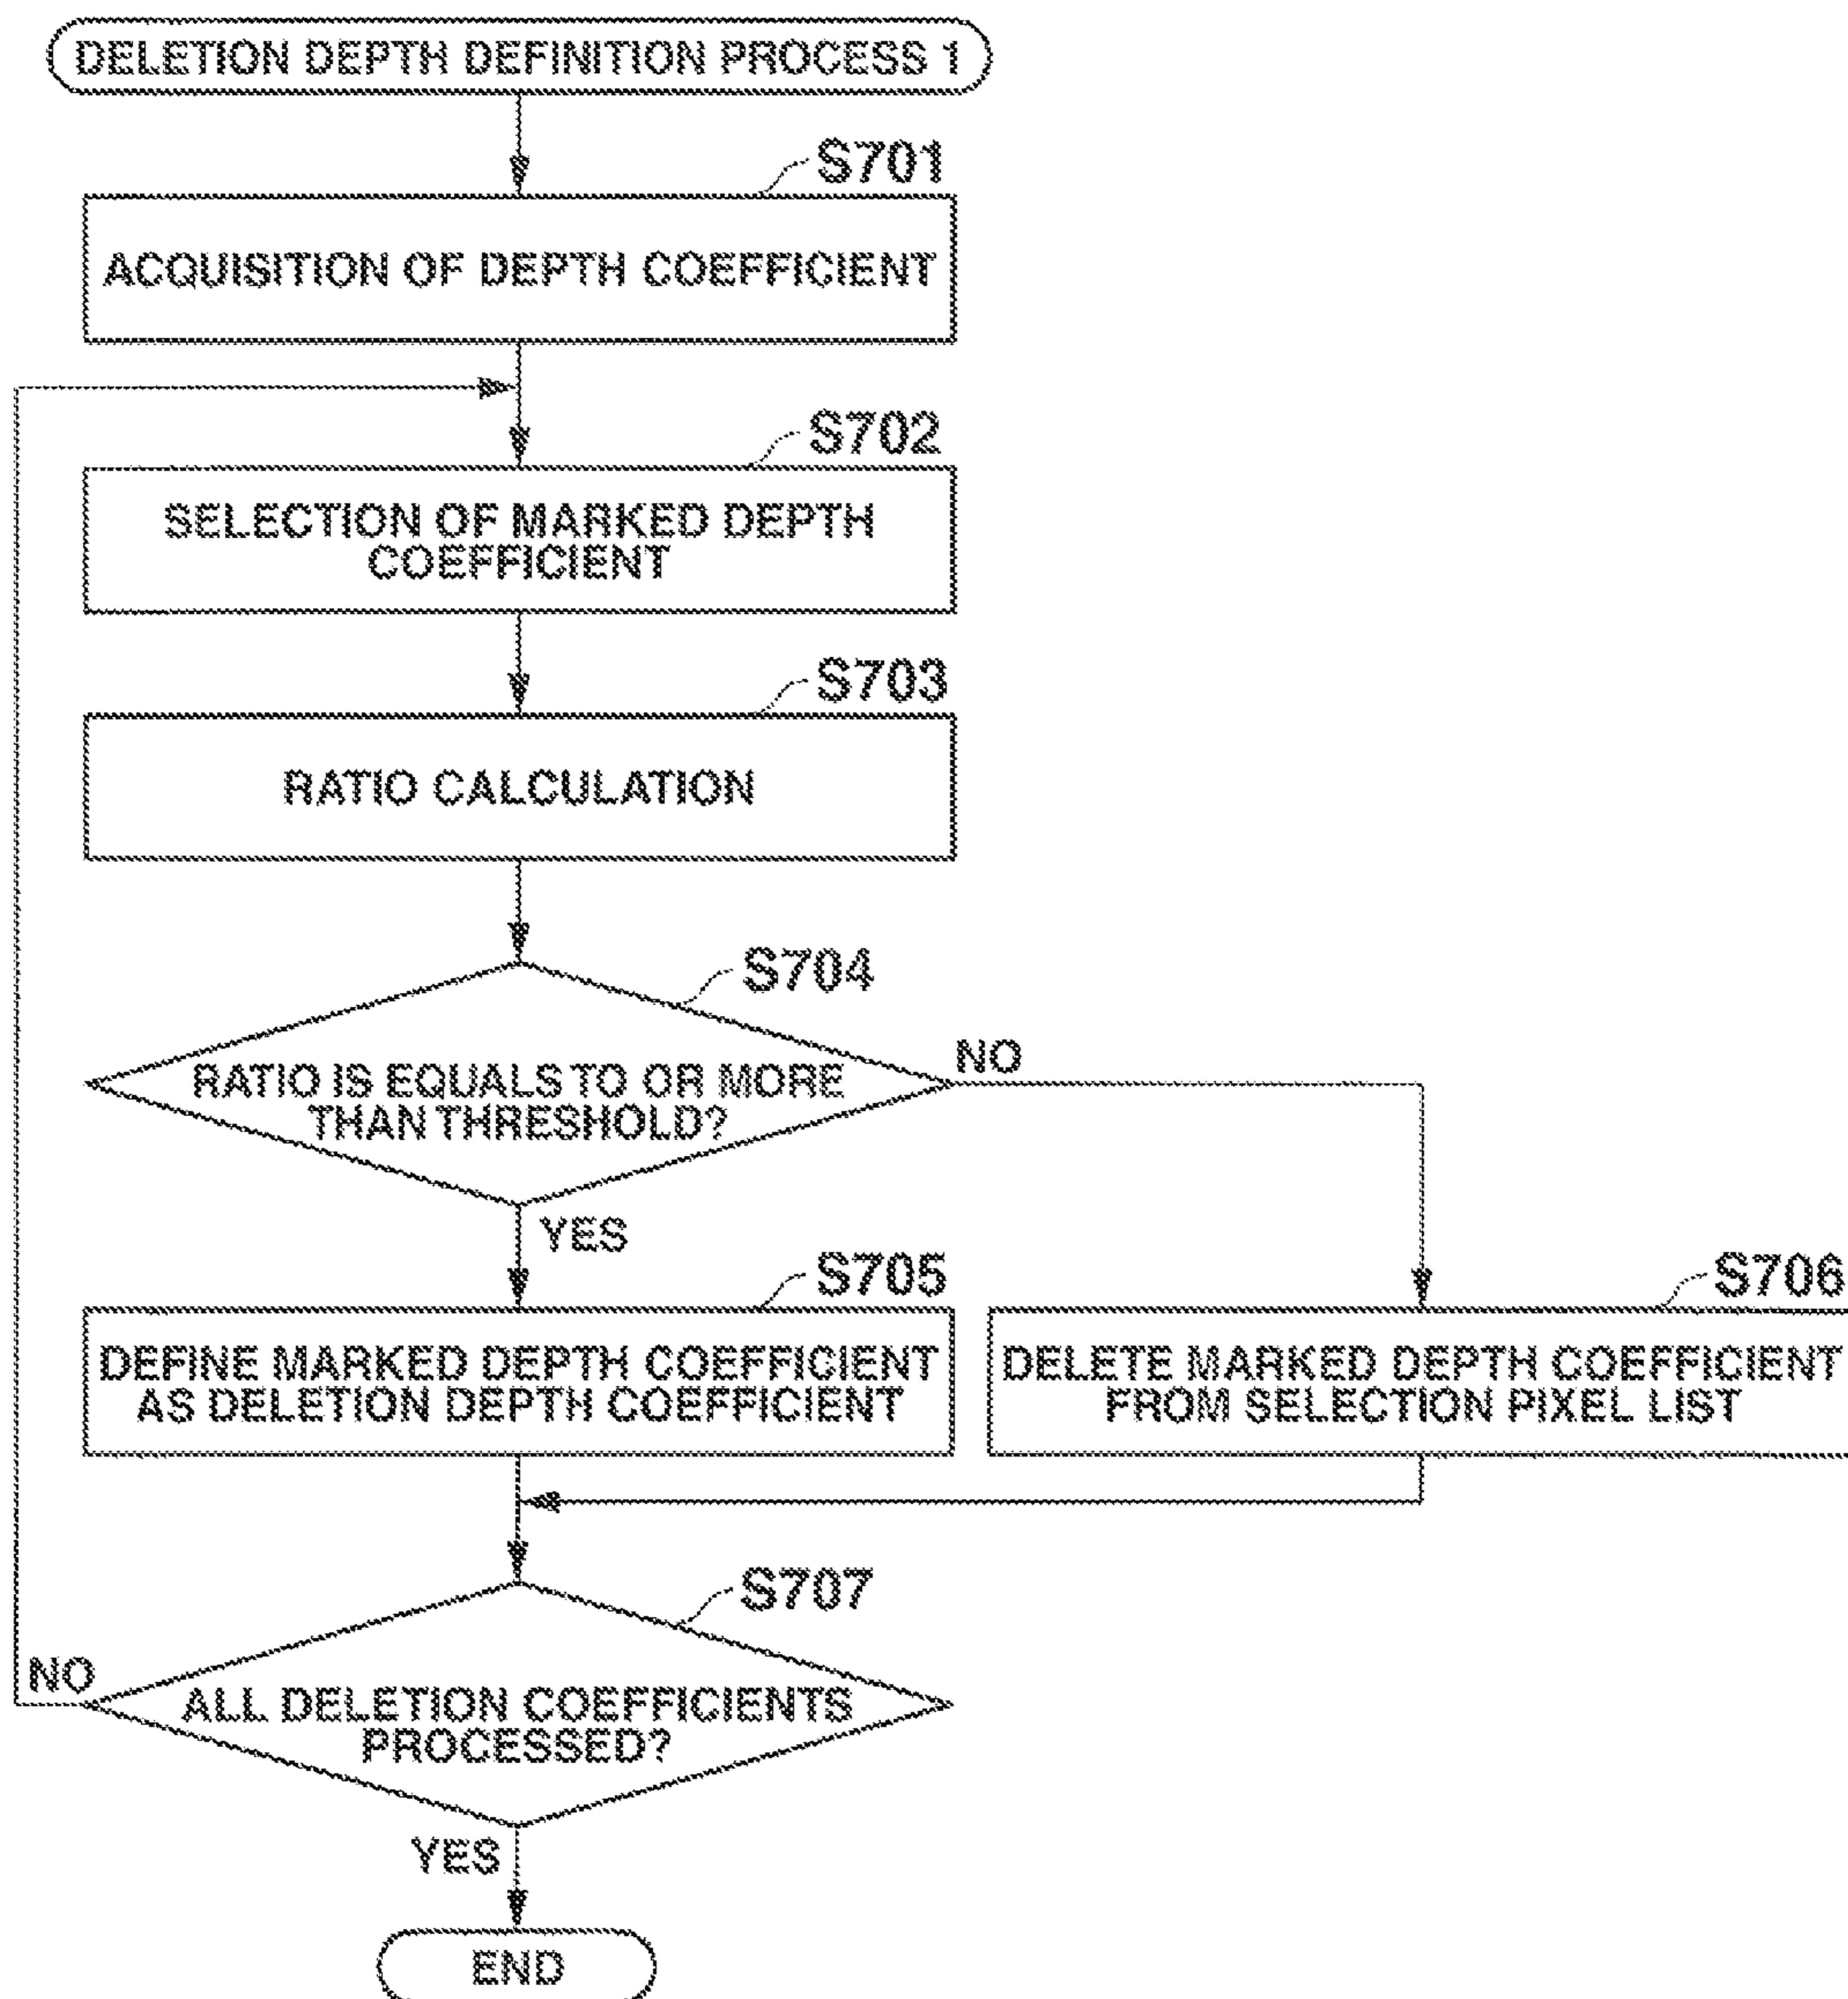 DELETION DEPTH DEFINITION PROCESS 1
S701
ACQUISITION OF DEPTH COEFFICIENT
S702
SELECTION OF MARKED DEPTH
COEFFICIENT
S703
RATIO CALCULATION
S704
RATIO IS EQUALS TO OR MORE
THAN THRESHOLD?
NO
YES
S705
DEFINE MARKED DEPTH COEFFICIENT
AS DELETION DEPTH COEFFICIENT
S706
DELETE MARKED DEPTH COEFFICIENT
FROM SELECTION PIXEL LIST
S707
ALL DELETION COEFFICIENTS
PROCESSED?
NO
YES
END